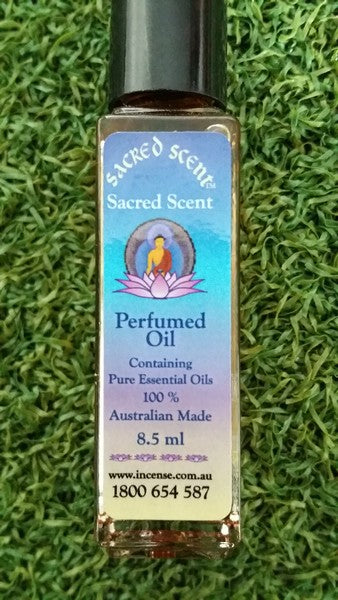 Sacred Scent™
Sacred Scent
Perfumed
Oil
Containing
Pure Essential Oils
100 %
Australian Made
8.5 ml
www.incense.com.au
1800 654 587